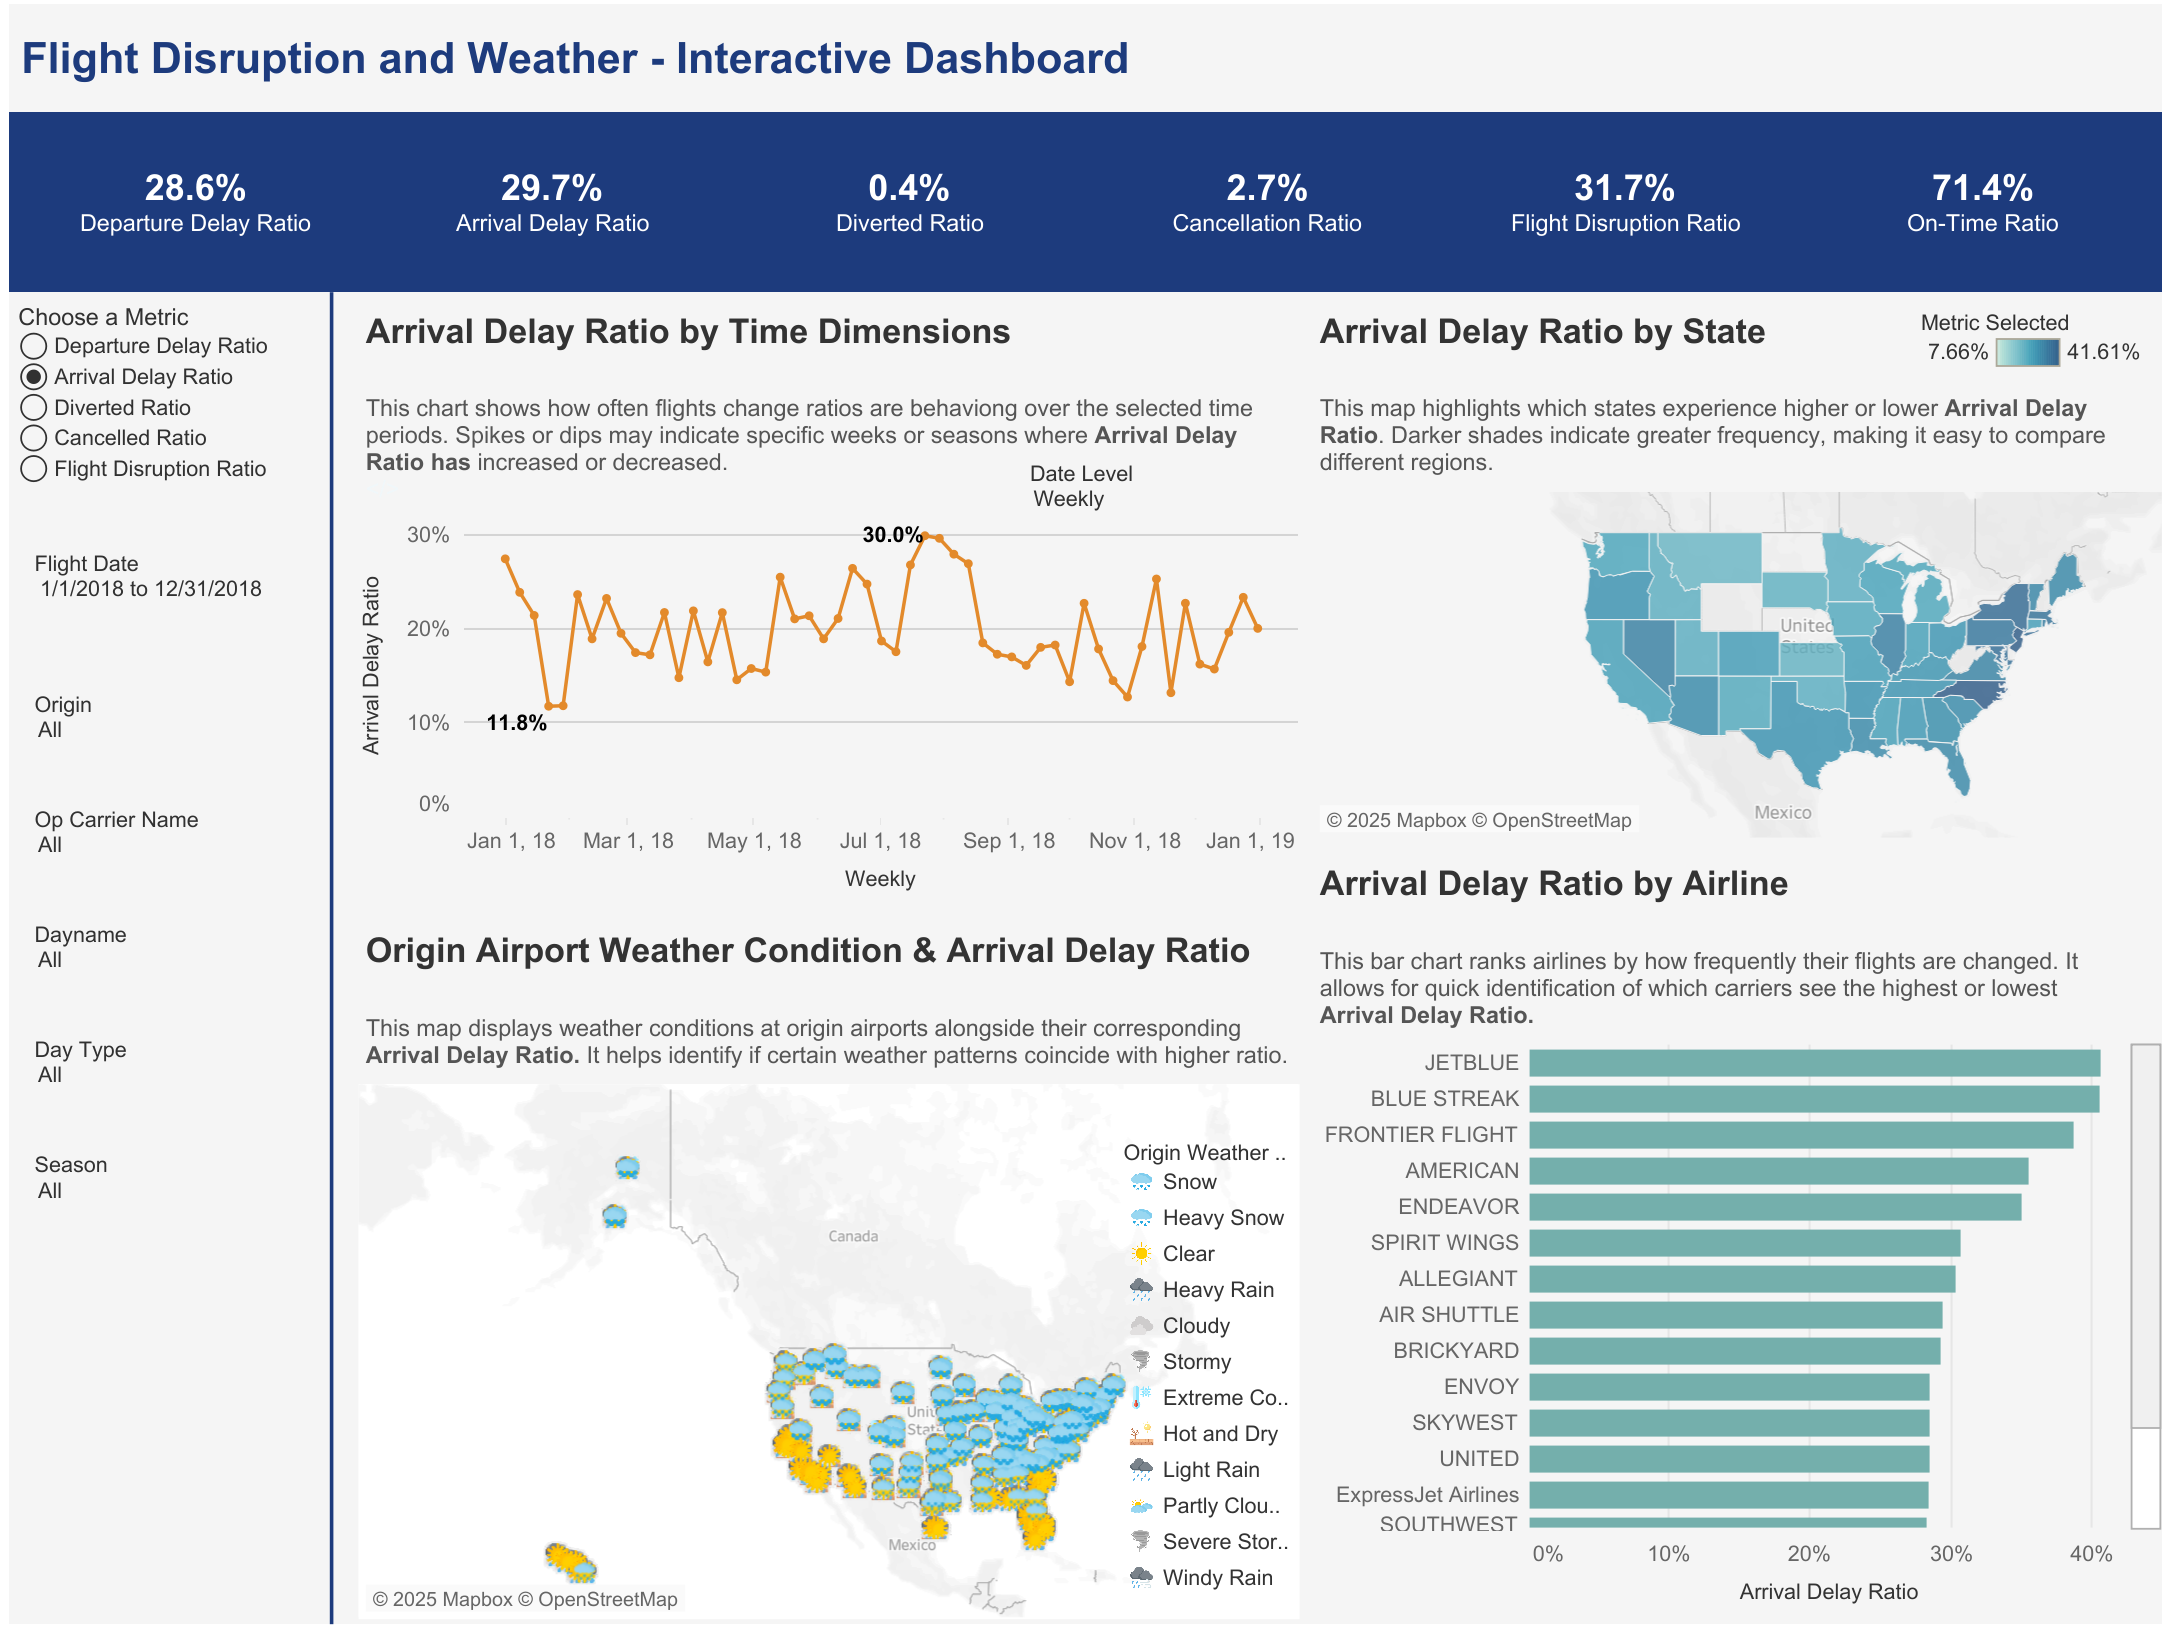 Flight Disruption and Weather - Interactive Dashboard
28.6%
Departure Delay Ratio
29.7%
Arrival Delay Ratio
0.4%
Diverted Ratio
2.7%
Cancellation Ratio
31.7%
Flight Disruption Ratio
71.4%
On-Time Ratio
Choose a Metric
Departure Delay Ratio
Arrival Delay Ratio
Diverted Ratio
Cancelled Ratio
Flight Disruption Ratio
Flight Date
1/1/2018 to 12/31/2018
Origin
All
Op Carrier Name
All
Dayname
All
Day Type
All
Season
All
Arrival Delay Ratio by Time Dimensions
This chart shows how often flights change ratios are behaviong over the selected time
periods. Spikes or dips may indicate specific weeks or seasons where Arrival Delay
Ratio has increased or decreased.
Date Level
Weekly
Arrival Delay Ratio
30%
20%
10%
0%
30.0%
11.8%
Jan 1, 18
Mar 1, 18
May 1, 18
Jul 1, 18
Sep 1, 18
Nov 1, 18
Jan 1, 19
Weekly
Arrival Delay Ratio by State
Metric Selected
7.66%
41.61%
This map highlights which states experience higher or lower Arrival Delay
Ratio. Darker shades indicate greater frequency, making it easy to compare
different regions.
United
States
Mexico
© 2025 Mapbox © OpenStreetMap
Origin Airport Weather Condition & Arrival Delay Ratio
This map displays weather conditions at origin airports alongside their corresponding
Arrival Delay Ratio. It helps identify if certain weather patterns coincide with higher ratio.
Canada
Unit
Stat
Mexico
Origin Weather ..
Snow
Heavy Snow
Clear
Heavy Rain
Cloudy
Stormy
Extreme Co..
Hot and Dry
Light Rain
Partly Clou..
Severe Stor..
Windy Rain
© 2025 Mapbox © OpenStreetMap
Arrival Delay Ratio by Airline
This bar chart ranks airlines by how frequently their flights are changed. It
allows for quick identification of which carriers see the highest or lowest
Arrival Delay Ratio.
JETBLUE
BLUE STREAK
FRONTIER FLIGHT
AMERICAN
ENDEAVOR
SPIRIT WINGS
ALLEGIANT
AIR SHUTTLE
BRICKYARD
ENVOY
SKYWEST
UNITED
ExpressJet Airlines
SOUTHWEST
0%
10%
20%
30%
40%
Arrival Delay Ratio